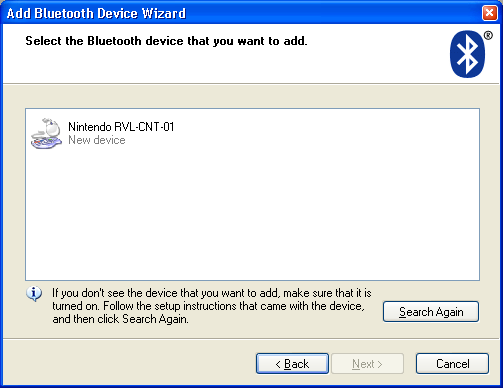 Add Bluetooth Device Wizard
Select the Bluetooth device that you want to add.
®
Nintendo RVL-CNT-01
New device
If you don't see the device that you want to add, make sure that it is
turned on. Follow the setup instructions that came with the device,
and then click Search Again.
Search Again
< Back
Next >
Cancel